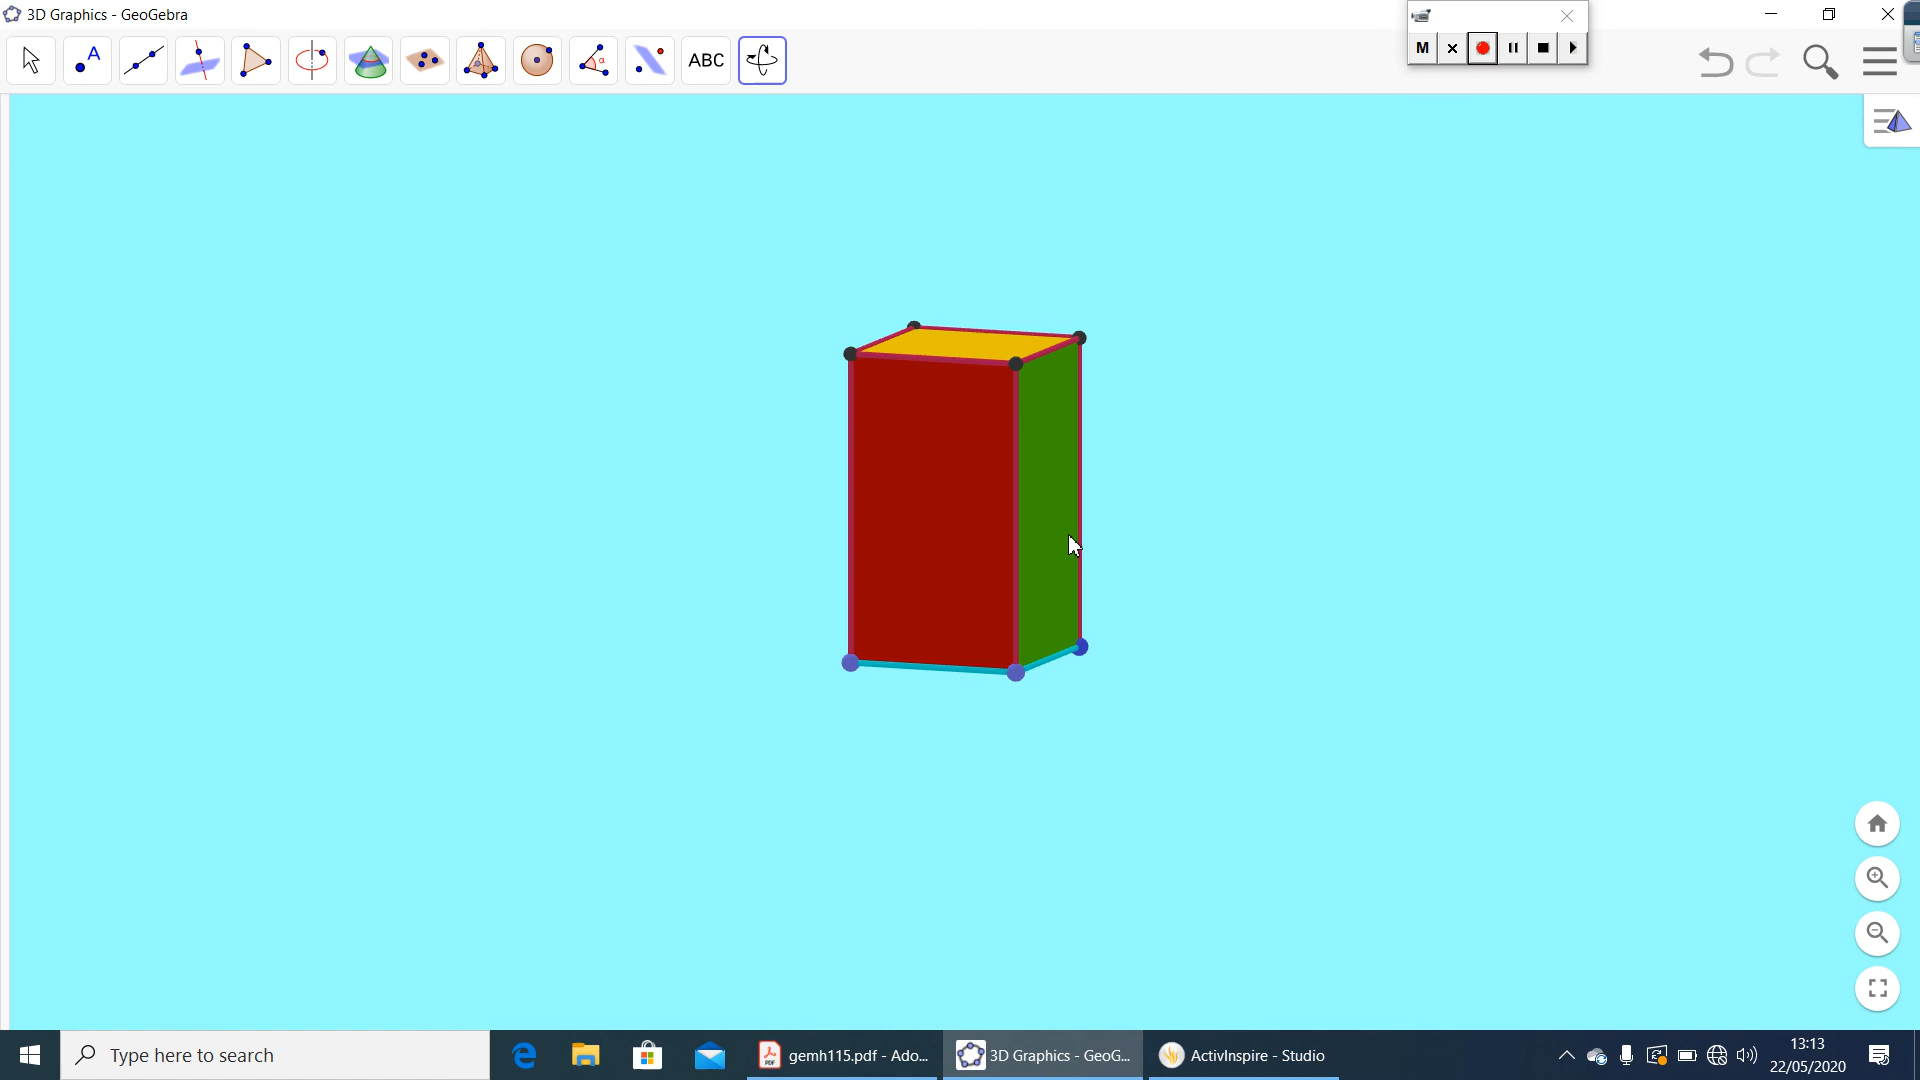 3D Graphics - GeoGebra
M
A
α
ABC
Type here to search
gemh115.pdf - Ado...
3D Graphics - GeoG...
ActivInspire - Studio
13:13
22/05/2020